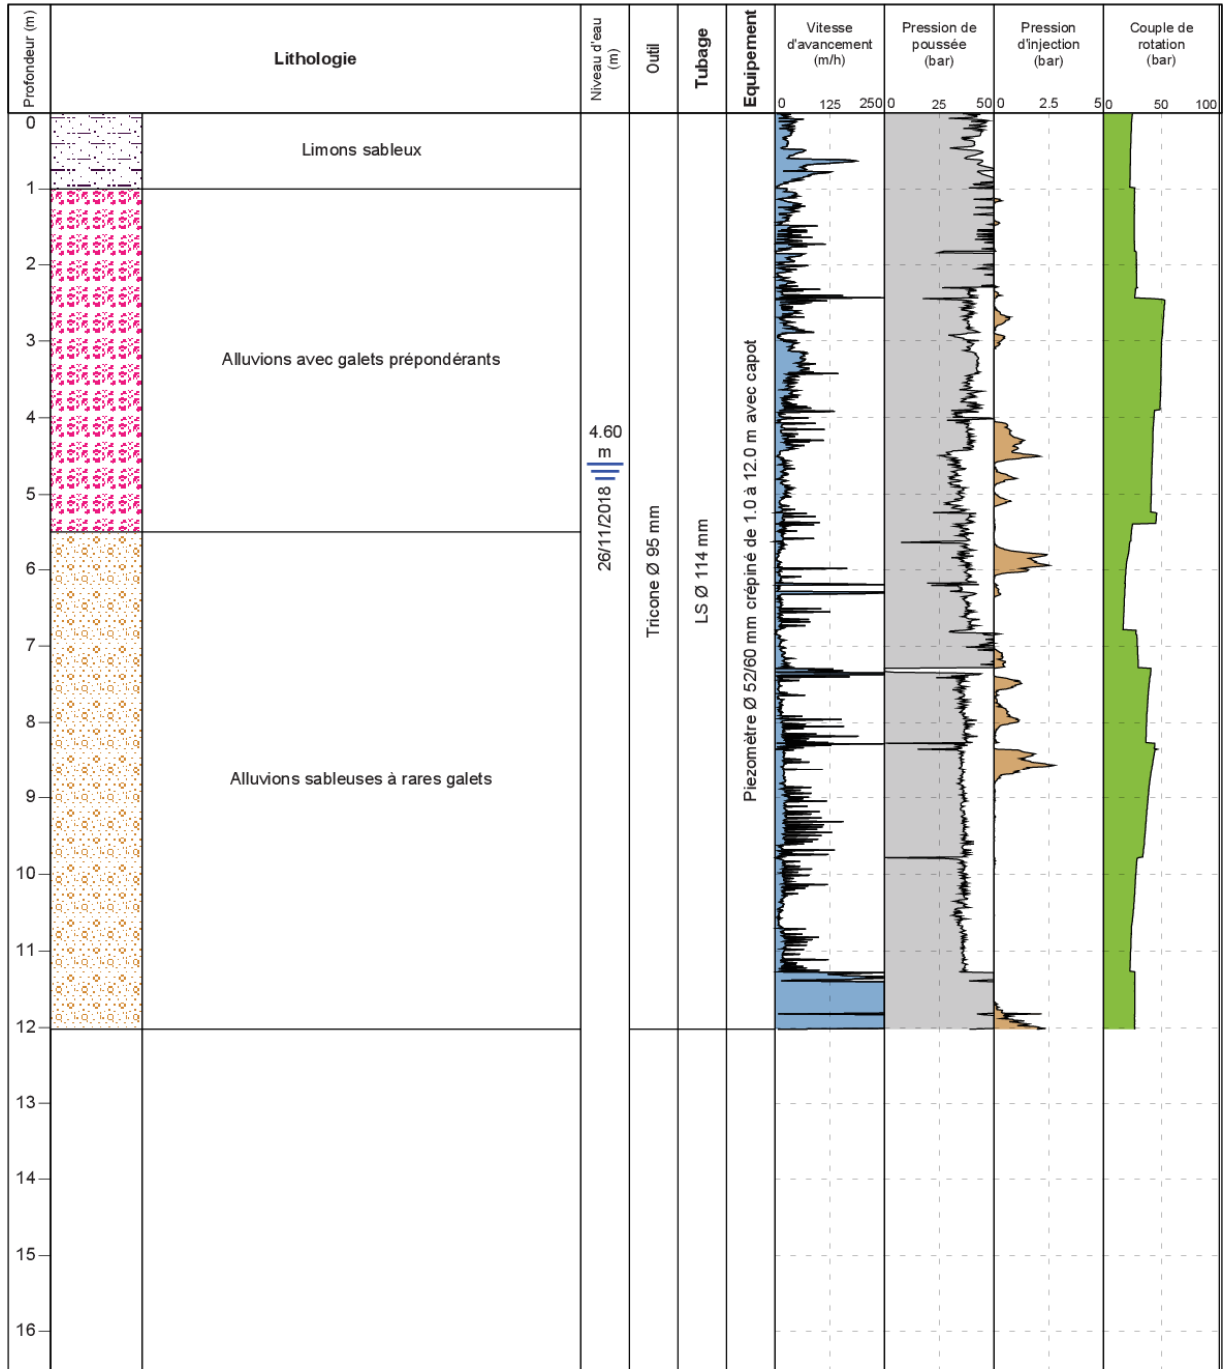 Profondeur (m)
Lithologie
Niveau d'eau
(m)
Outil
Tubage
Equipement
Vitesse
d'avancement
(m/h)
Pression de
poussée
(bar)
Pression
d'injection
(bar)
Couple de
rotation
(bar)
0 125 250
0 25 50
0 2.5 5
0 50 100
0
Limons sableux
1
2
3
Alluvions avec galets prépondérants
4
4.60
m
26/11/2018
5
6
7
8
Alluvions sableuses à rares galets
9
10
11
12
13
14
15
16
Tricone Ø 95 mm
LS Ø 114 mm
Piezomètre Ø 52/60 mm crépiné de 1.0 à 12.0 m avec capot